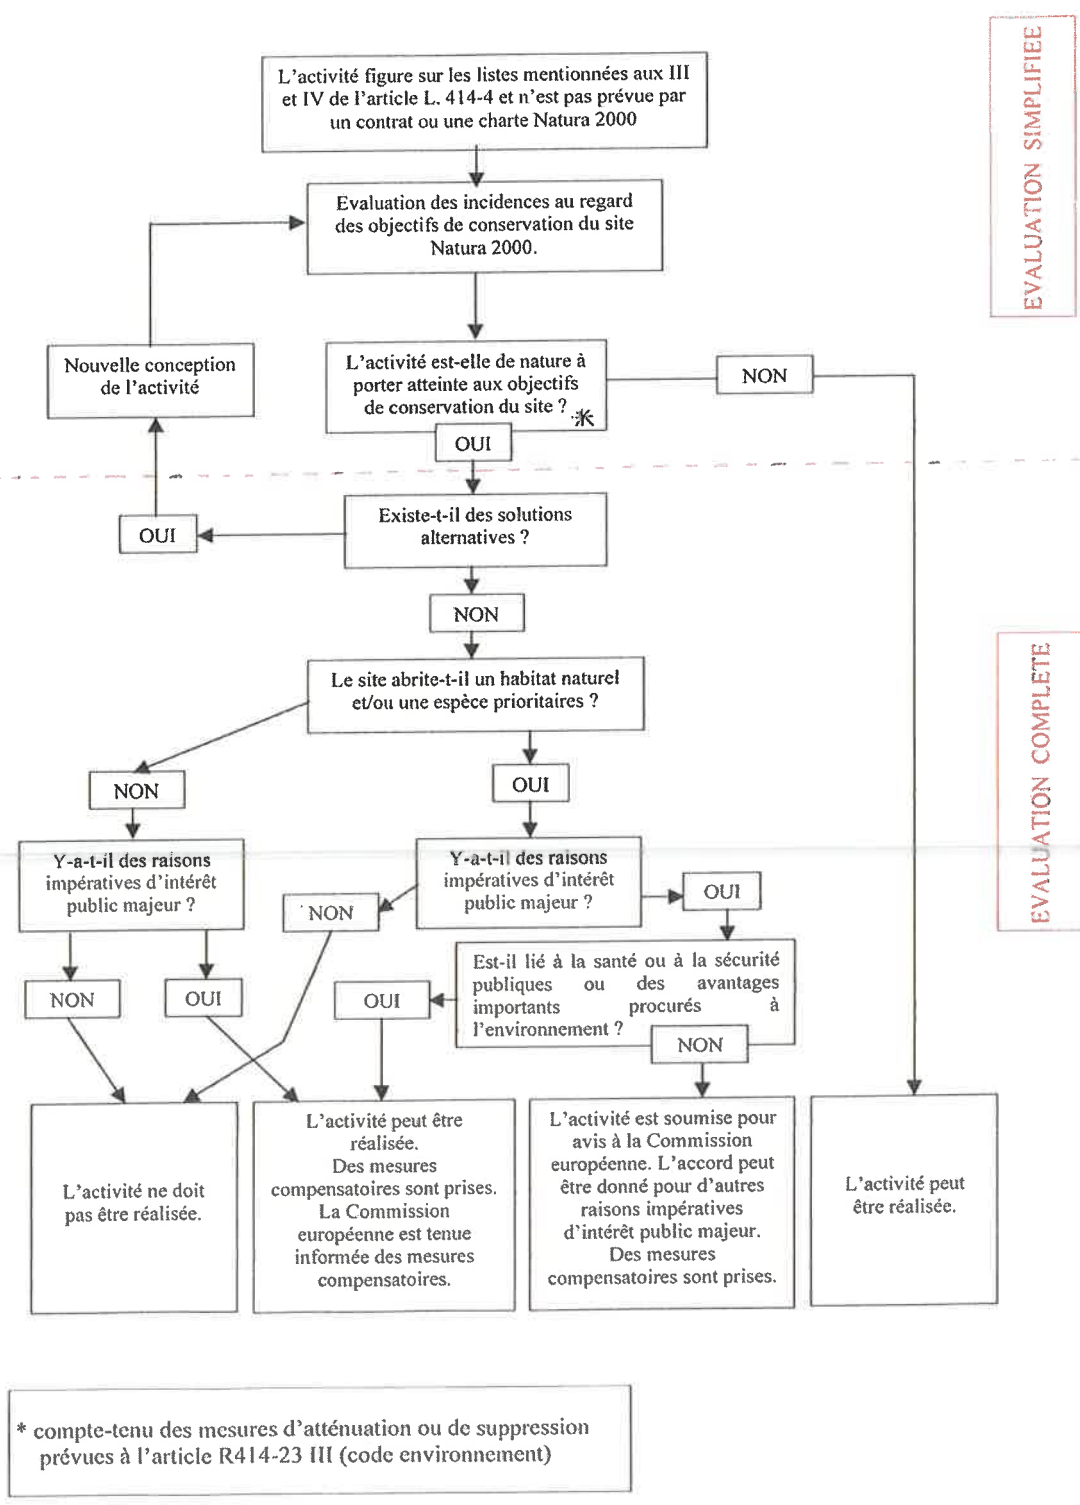 L'activité figure sur les listes mentionnées aux III
et IV de l'article L. 414-4 et n'est pas prévue par
un contrat ou une charte Natura 2000
EVALUATION SIMPLIFIEE
Evaluation des incidences au regard
des objectifs de conservation du site
Natura 2000.
Nouvelle conception
de l'activité
L'activité est-elle de nature à
porter atteinte aux objectifs
de conservation du site ? *
NON
OUI
Existe-t-il des solutions
alternatives ?
OUI
NON
Le site abrite-t-il un habitat naturel
et/ou une espèce prioritaires ?
EVALUATION COMPLETE
NON
OUI
Y-a-t-il des raisons
impératives d'intérêt
public majeur ?
Y-a-t-il des raisons
impératives d'intérêt
public majeur ?
NON
OUI
Est-il lié à la santé ou à la sécurité
publiques ou des avantages
importants procurés à
l'environnement ?
NON
OUI
OUI
NON
L'activité ne doit
pas être réalisée.
L'activité peut être
réalisée.
Des mesures
compensatoires sont prises.
La Commission
européenne est tenue
informée des mesures
compensatoires.
L'activité est soumise pour
avis à la Commission
européenne. L'accord peut
être donné pour d'autres
raisons impératives
d'intérêt public majeur.
Des mesures
compensatoires sont prises.
L'activité peut
être réalisée.
* compte-tenu des mesures d'atténuation ou de suppression
prévues à l'article R414-23 III (code environnement)